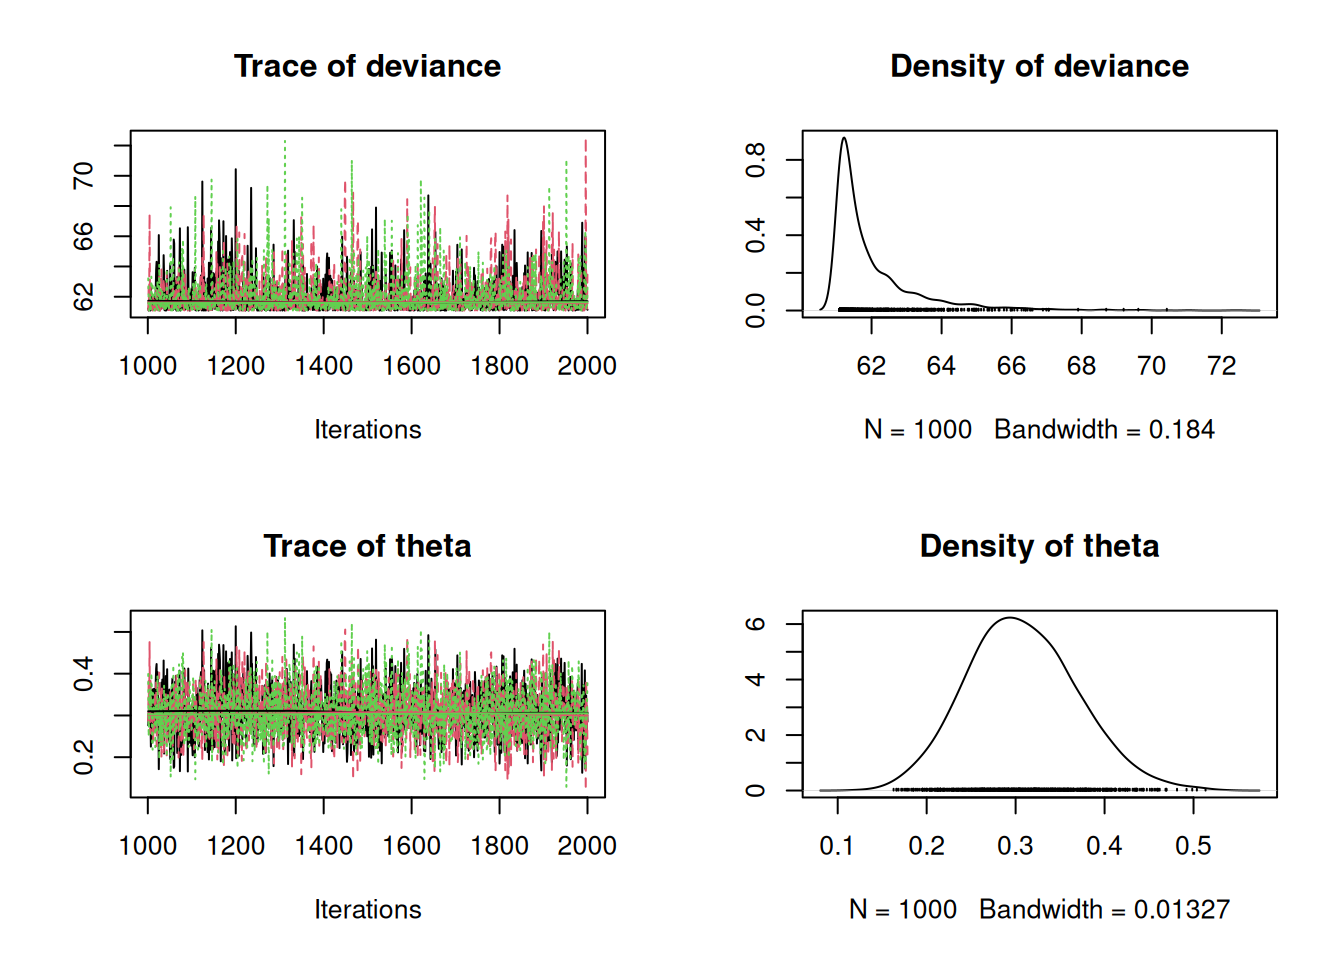 Trace of deviance
70
66
62
1000 1200 1400 1600 1800 2000
Iterations
Density of deviance
0.8
0.4
0.0
62 64 66 68 70 72
N = 1000 Bandwidth = 0.184
Trace of theta
0.4
0.2
1000 1200 1400 1600 1800 2000
Iterations
Density of theta
6
4
2
0
0.1 0.2 0.3 0.4 0.5
N = 1000 Bandwidth = 0.01327